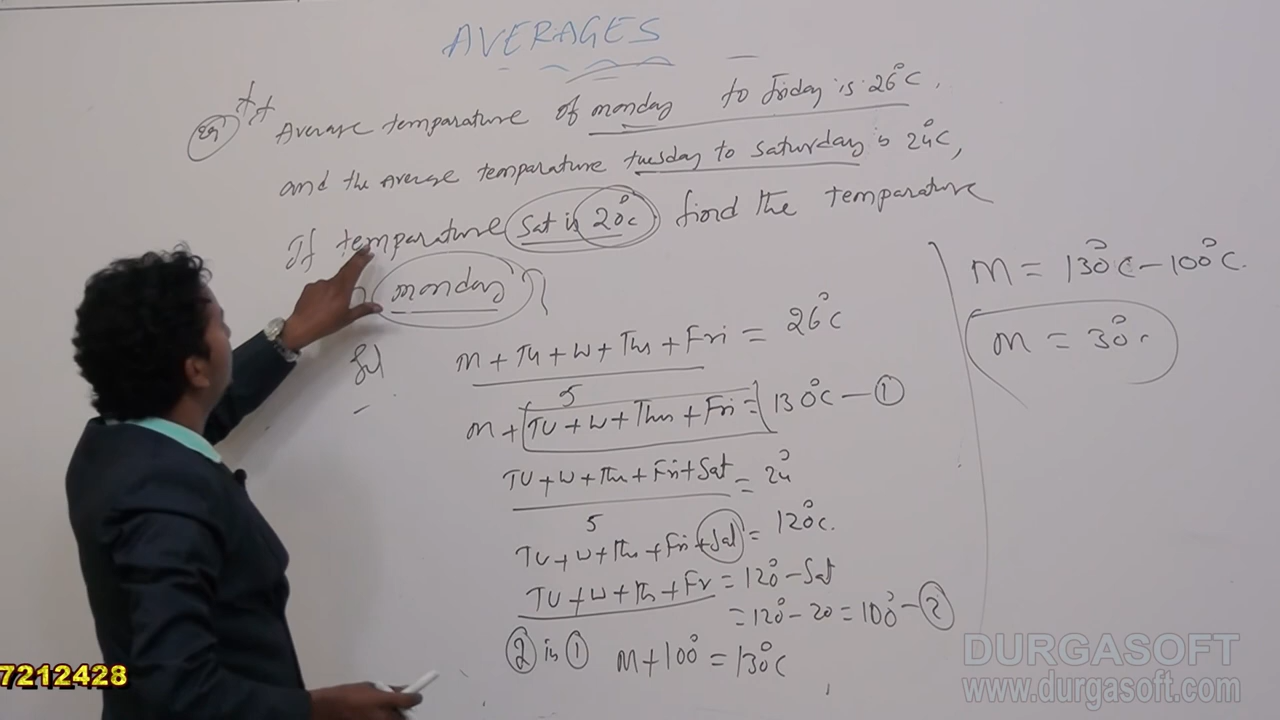 AVERAGES
Eg
Average temparature of monday to friday is 26°C.
and the Average temparature tuesday to saturday is 24°C,
If temparature Sat is 20°c find the temparature
monday?
Sol
M + Tu + W + Thu + Fri = 26°C
5
M + TU + W + Thu + Fri = 130°C — ①
TU + W + Thu + Fri + Sat = 24°
5
TU + W + Thu + Fri + Sat = 120°C.
TU + W + Th + Fr = 120° - Sat
= 120° - 20 = 100° - ②
② in ① M + 100° = 130°C
M = 130°C - 100°C.
M = 30°C
7212428
DURGASOFT
www.durgasoft.com